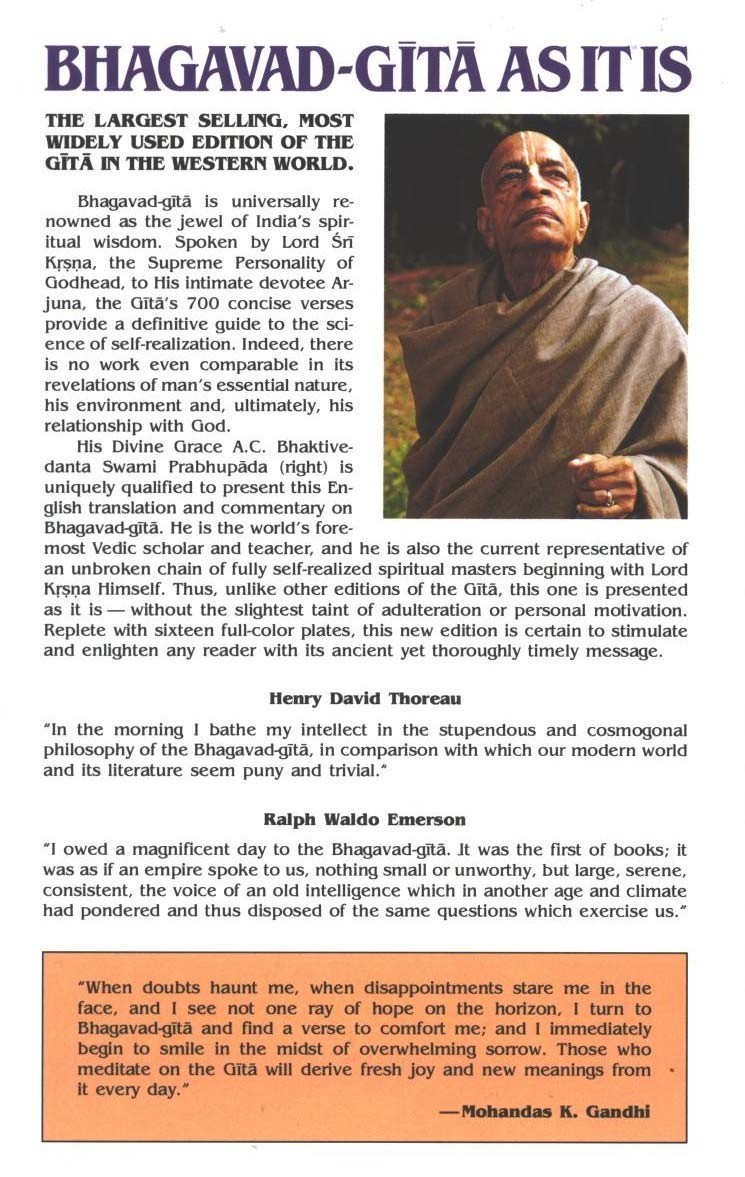 BHAGAVAD-GĪTĀ AS IT IS
THE LARGEST SELLING, MOST
WIDELY USED EDITION OF THE
GĪTĀ IN THE WESTERN WORLD.
Bhagavad-gītā is universally re-
nowned as the jewel of India's spir-
itual wisdom. Spoken by Lord Śrī
Kṛṣṇa, the Supreme Personality of
Godhead, to His intimate devotee Ar-
juna, the Gītā's 700 concise verses
provide a definitive guide to the sci-
ence of self-realization. Indeed, there
is no work even comparable in its
revelations of man's essential nature,
his environment and, ultimately, his
relationship with God.
His Divine Grace A.C. Bhaktive-
danta Swami Prabhupāda (right) is
uniquely qualified to present this En-
glish translation and commentary on
Bhagavad-gītā. He is the world's fore-
most Vedic scholar and teacher, and he is also the current representative of
an unbroken chain of fully self-realized spiritual masters beginning with Lord
Kṛṣṇa Himself. Thus, unlike other editions of the Gītā, this one is presented
as it is — without the slightest taint of adulteration or personal motivation.
Replete with sixteen full-color plates, this new edition is certain to stimulate
and enlighten any reader with its ancient yet thoroughly timely message.
Henry David Thoreau
"In the morning I bathe my intellect in the stupendous and cosmogonal
philosophy of the Bhagavad-gītā, in comparison with which our modern world
and its literature seem puny and trivial."
Ralph Waldo Emerson
"I owed a magnificent day to the Bhagavad-gītā. It was the first of books; it
was as if an empire spoke to us, nothing small or unworthy, but large, serene,
consistent, the voice of an old intelligence which in another age and climate
had pondered and thus disposed of the same questions which exercise us."
"When doubts haunt me, when disappointments stare me in the
face, and I see not one ray of hope on the horizon, I turn to
Bhagavad-gītā and find a verse to comfort me; and I immediately
begin to smile in the midst of overwhelming sorrow. Those who
meditate on the Gītā will derive fresh joy and new meanings from
it every day."
—Mohandas K. Gandhi